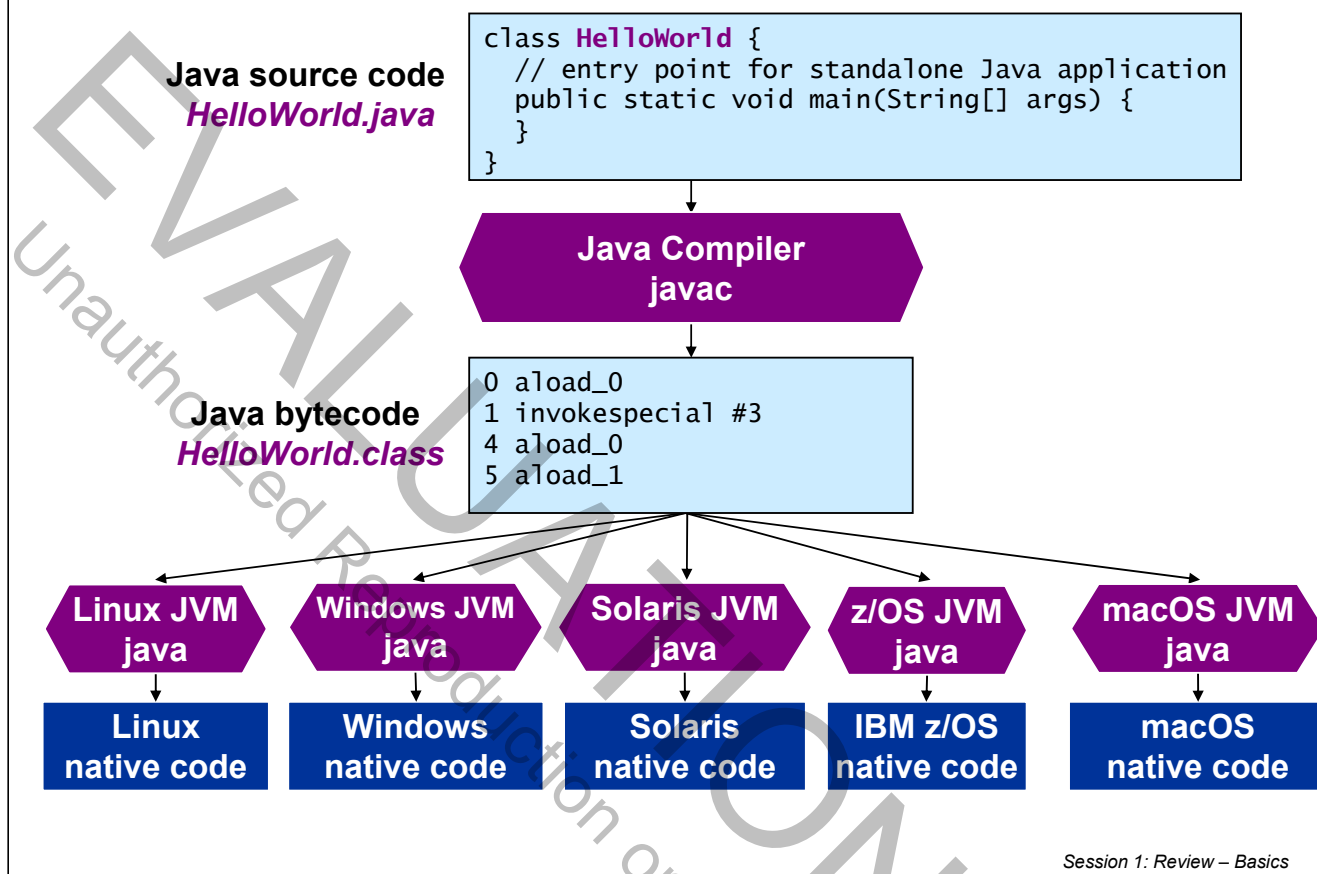 class HelloWorld {
// entry point for standalone Java application
public static void main(String[] args) {
}
}
Java source code
HelloWorld.java
Java Compiler
javac
0 aload_0
1 invokespecial #3
4 aload_0
5 aload_1
Java bytecode
HelloWorld.class
Linux JVM
java
Windows JVM
java
Solaris JVM
java
z/OS JVM
java
macOS JVM
java
Linux
native code
Windows
native code
Solaris
native code
IBM z/OS
native code
macOS
native code
Session 1: Review – Basics
EVALUATION
Unauthorized Reproduction